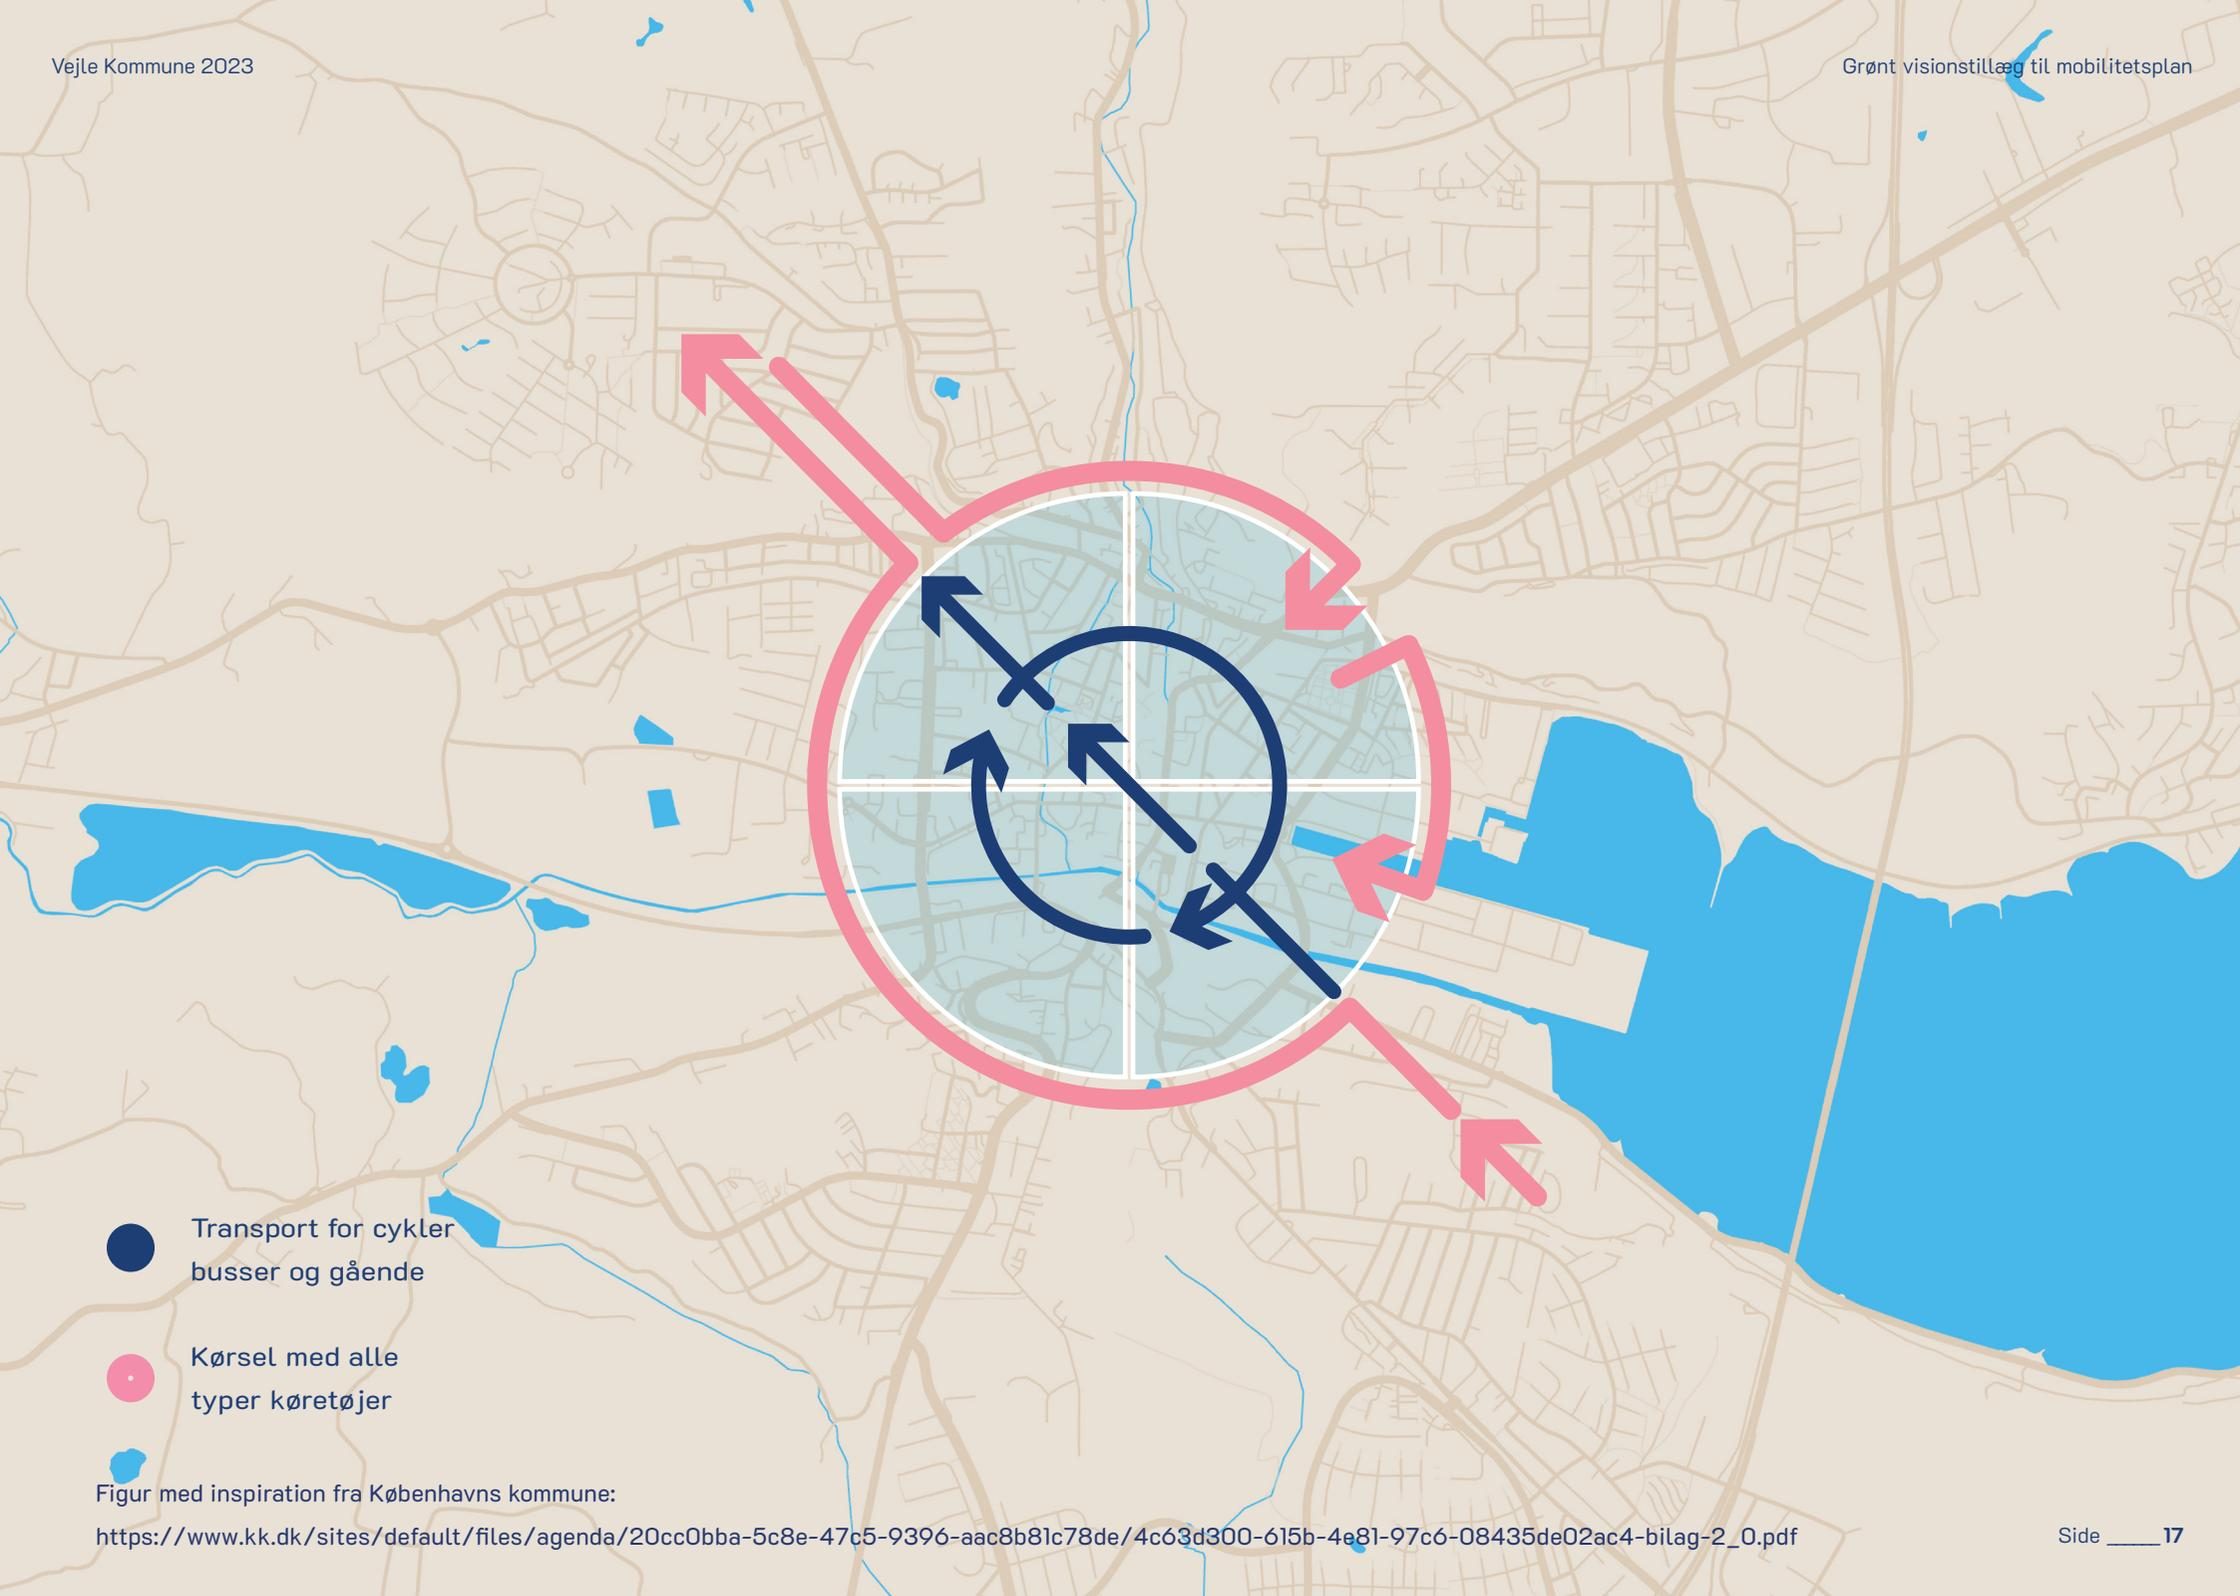 Vejle Kommune 2023
Grønt visionstillæg til mobilitetsplan
Transport for cykler
busser og gående
Kørsel med alle
typer køretøjer
Figur med inspiration fra Københavns kommune:
https://www.kk.dk/sites/default/files/agenda/20cc0bba-5c8e-47c5-9396-aac8b81c78de/4c63d300-615b-4e81-97c6-08435de02ac4-bilag-2_0.pdf
Side _____ 17